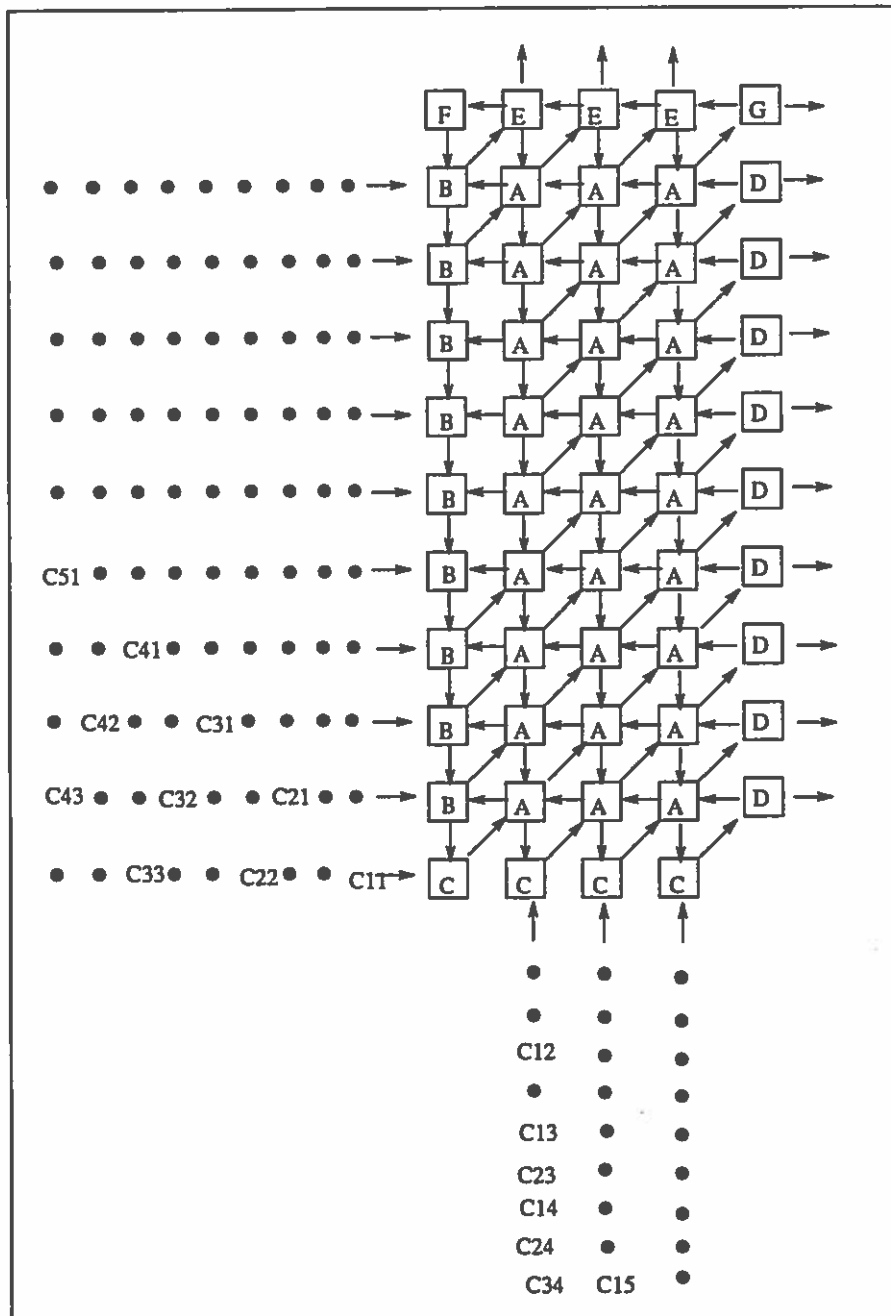 F E E E G
B A A A D
B A A A D
B A A A D
B A A A D
B A A A D
C51 B A A A D
C41 B A A A D
C42 C31 B A A A D
C43 C32 C21 B A A A D
C33 C22 C11 C C C C
C12
C13
C23
C14
C24
C34 C15